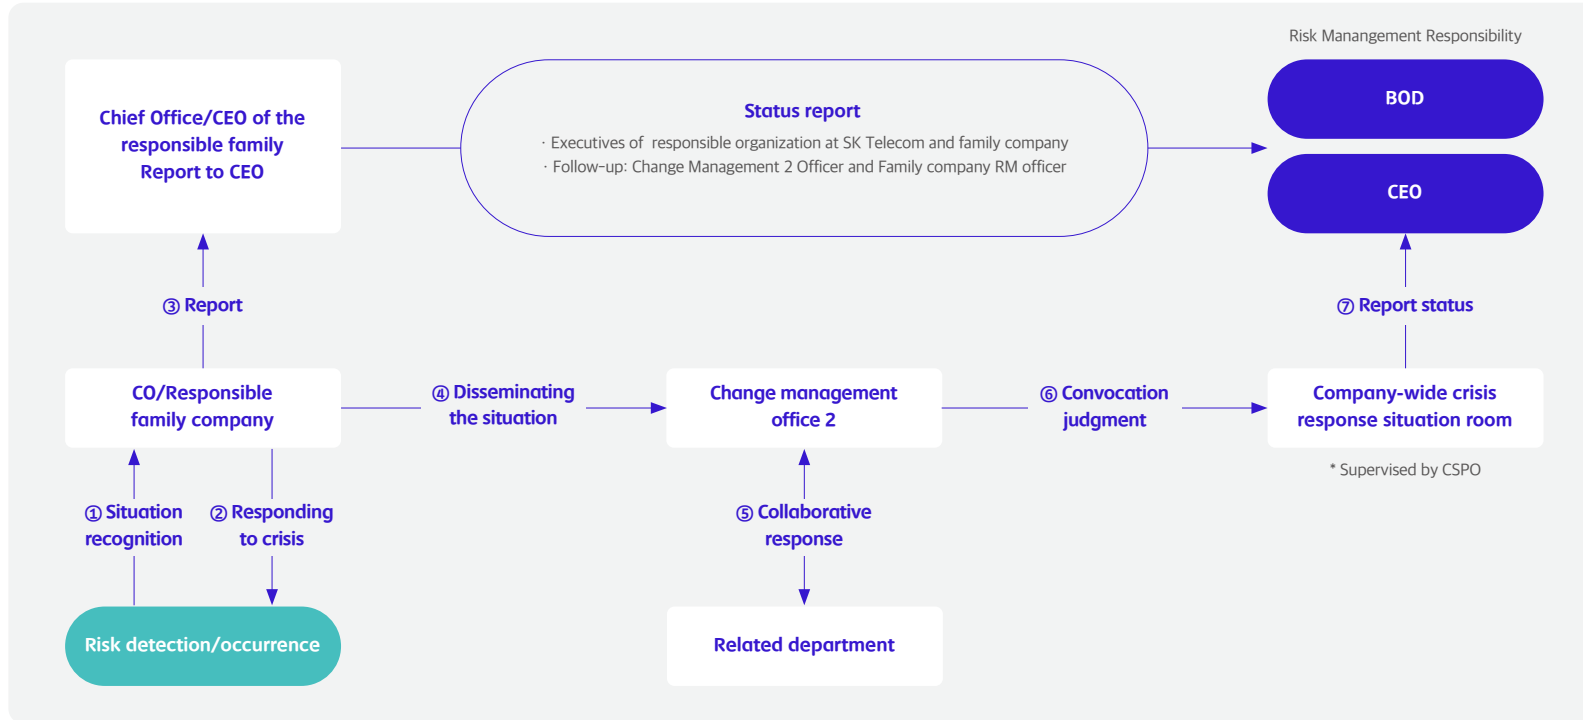 Risk Manangement Responsibility
Chief Office/CEO of the
responsible family
Report to CEO
Status report
· Executives of responsible organization at SK Telecom and family company
· Follow-up: Change Management 2 Officer and Family company RM officer
BOD
CEO
③ Report
⑦ Report status
CO/Responsible
family company
④ Disseminating
the situation
Change management
office 2
⑥ Convocation
judgment
Company-wide crisis
response situation room
* Supervised by CSPO
① Situation
recognition
② Responding
to crisis
⑤ Collaborative
response
Risk detection/occurrence
Related department